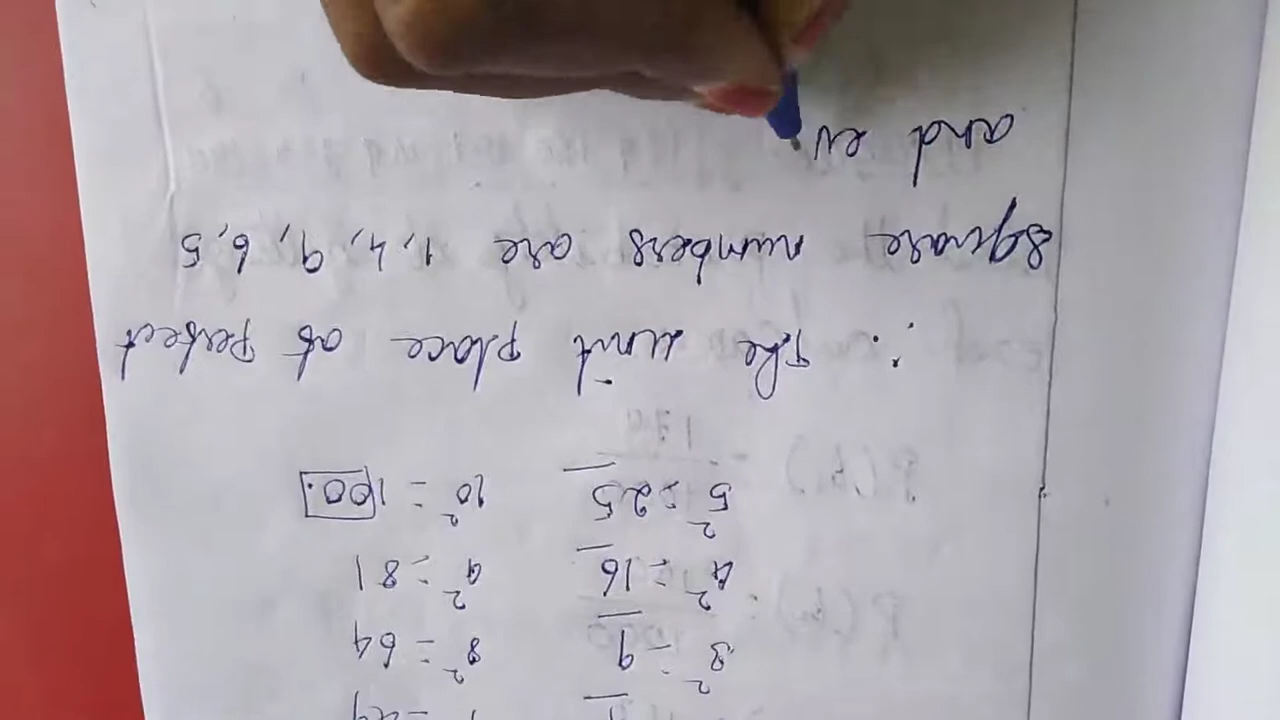 3² = 9 8² = 64
4² = 16 9² = 81
5² = 25 10² = 100
∴ The unit place of Perfect
square numbers are 1, 4, 9, 6, 5
and ev